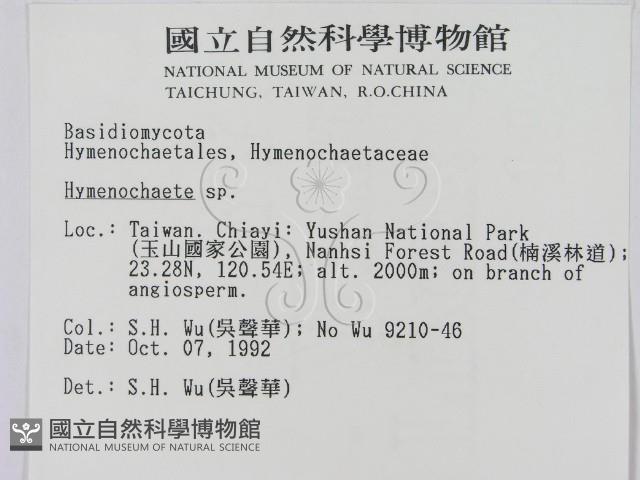 國立自然科學博物館
NATIONAL MUSEUM OF NATURAL SCIENCE
TAICHUNG, TAIWAN, R.O.CHINA
Basidiomycota
Hymenochaetales, Hymenochaetaceae
Hymenochaete sp.
Loc.: Taiwan. Chiayi: Yushan National Park
(玉山國家公園), Nanhsi Forest Road(楠溪林道);
23.28N, 120.54E; alt. 2000m; on branch of
angiosperm.
Col.: S.H. Wu(吳聲華); No Wu 9210-46
Date: Oct. 07, 1992
Det.: S.H. Wu(吳聲華)
國立自然科學博物館
NATIONAL MUSEUM OF NATURAL SCIENCE